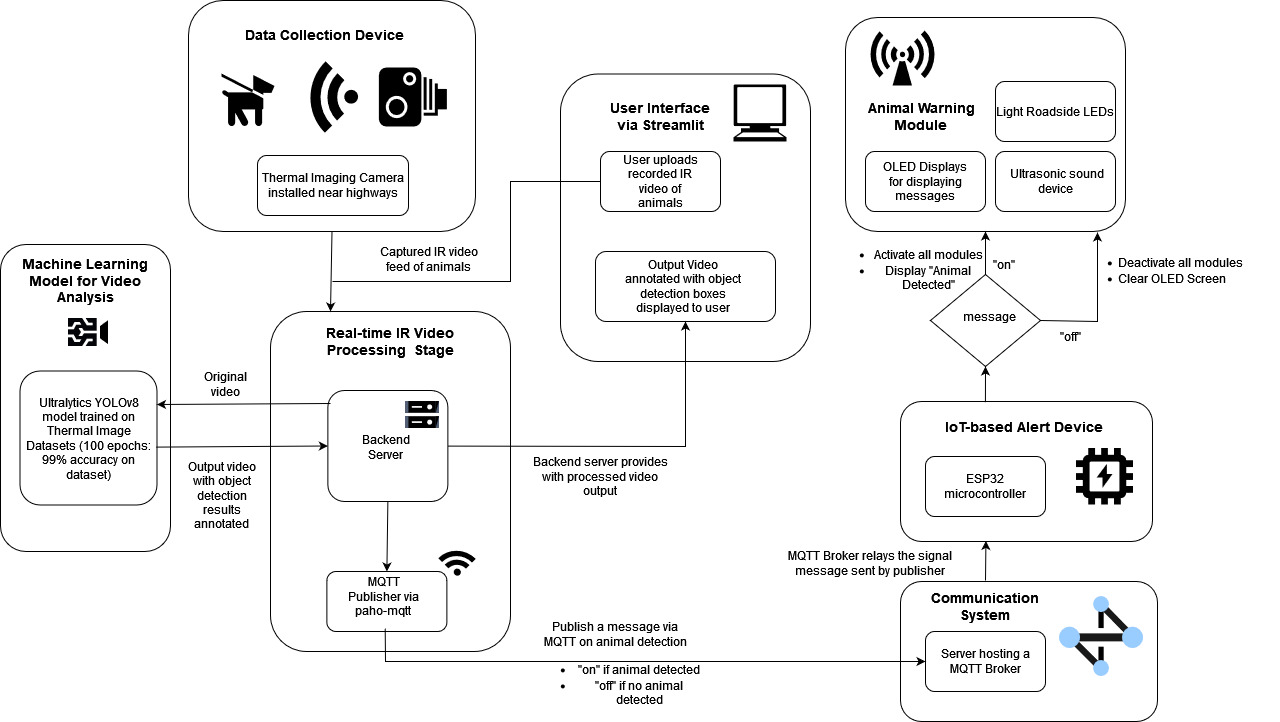 Data Collection Device
Thermal Imaging Camera
installed near highways
User Interface
via Streamlit
User uploads
recorded IR
video of
animals
Output Video
annotated with object
detection boxes
displayed to user
Animal Warning
Module
Light Roadside LEDs
OLED Displays
for displaying
messages
Ultrasonic sound
device
Captured IR video
feed of animals
Machine Learning
Model for Video
Analysis
Ultralytics YOLOv8
model trained on
Thermal Image
Datasets (100 epochs:
99% accuracy on
dataset)
Original
video
Output video
with object
detection
results
annotated
Real-time IR Video
Processing Stage
Backend
Server
MQTT
Publisher via
paho-mqtt
Backend server provides
with processed video
output
• Activate all modules
• Display "Animal
Detected"
"on"
• Deactivate all modules
• Clear OLED Screen
message
"off"
IoT-based Alert Device
ESP32
microcontroller
MQTT Broker relays the signal
message sent by publisher
Communication
System
Server hosting a
MQTT Broker
Publish a message via
MQTT on animal detection
• "on" if animal detected
• "off" if no animal
detected